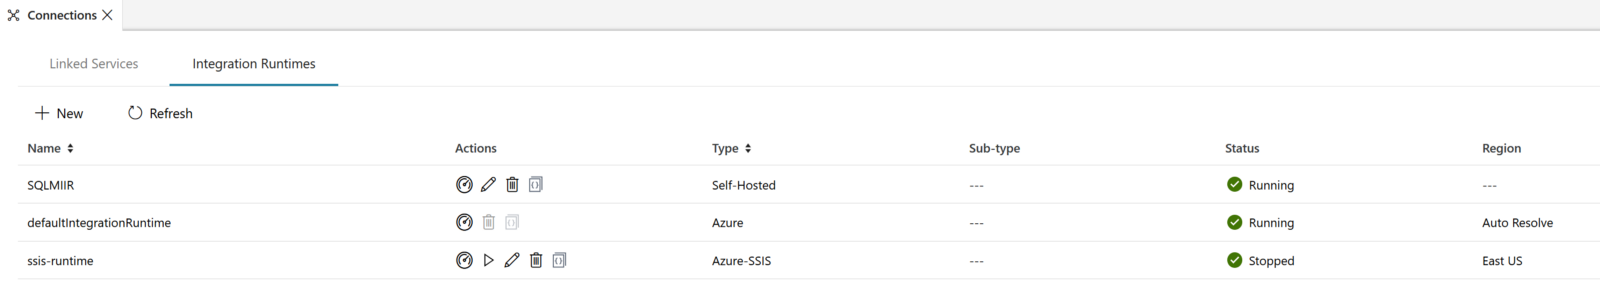 Connections
Linked Services Integration Runtimes
New Refresh
Name Actions Type Sub-type Status Region
SQLMIIR Self-Hosted --- Running ---
defaultIntegrationRuntime Azure --- Running Auto Resolve
ssis-runtime Azure-SSIS --- Stopped East US